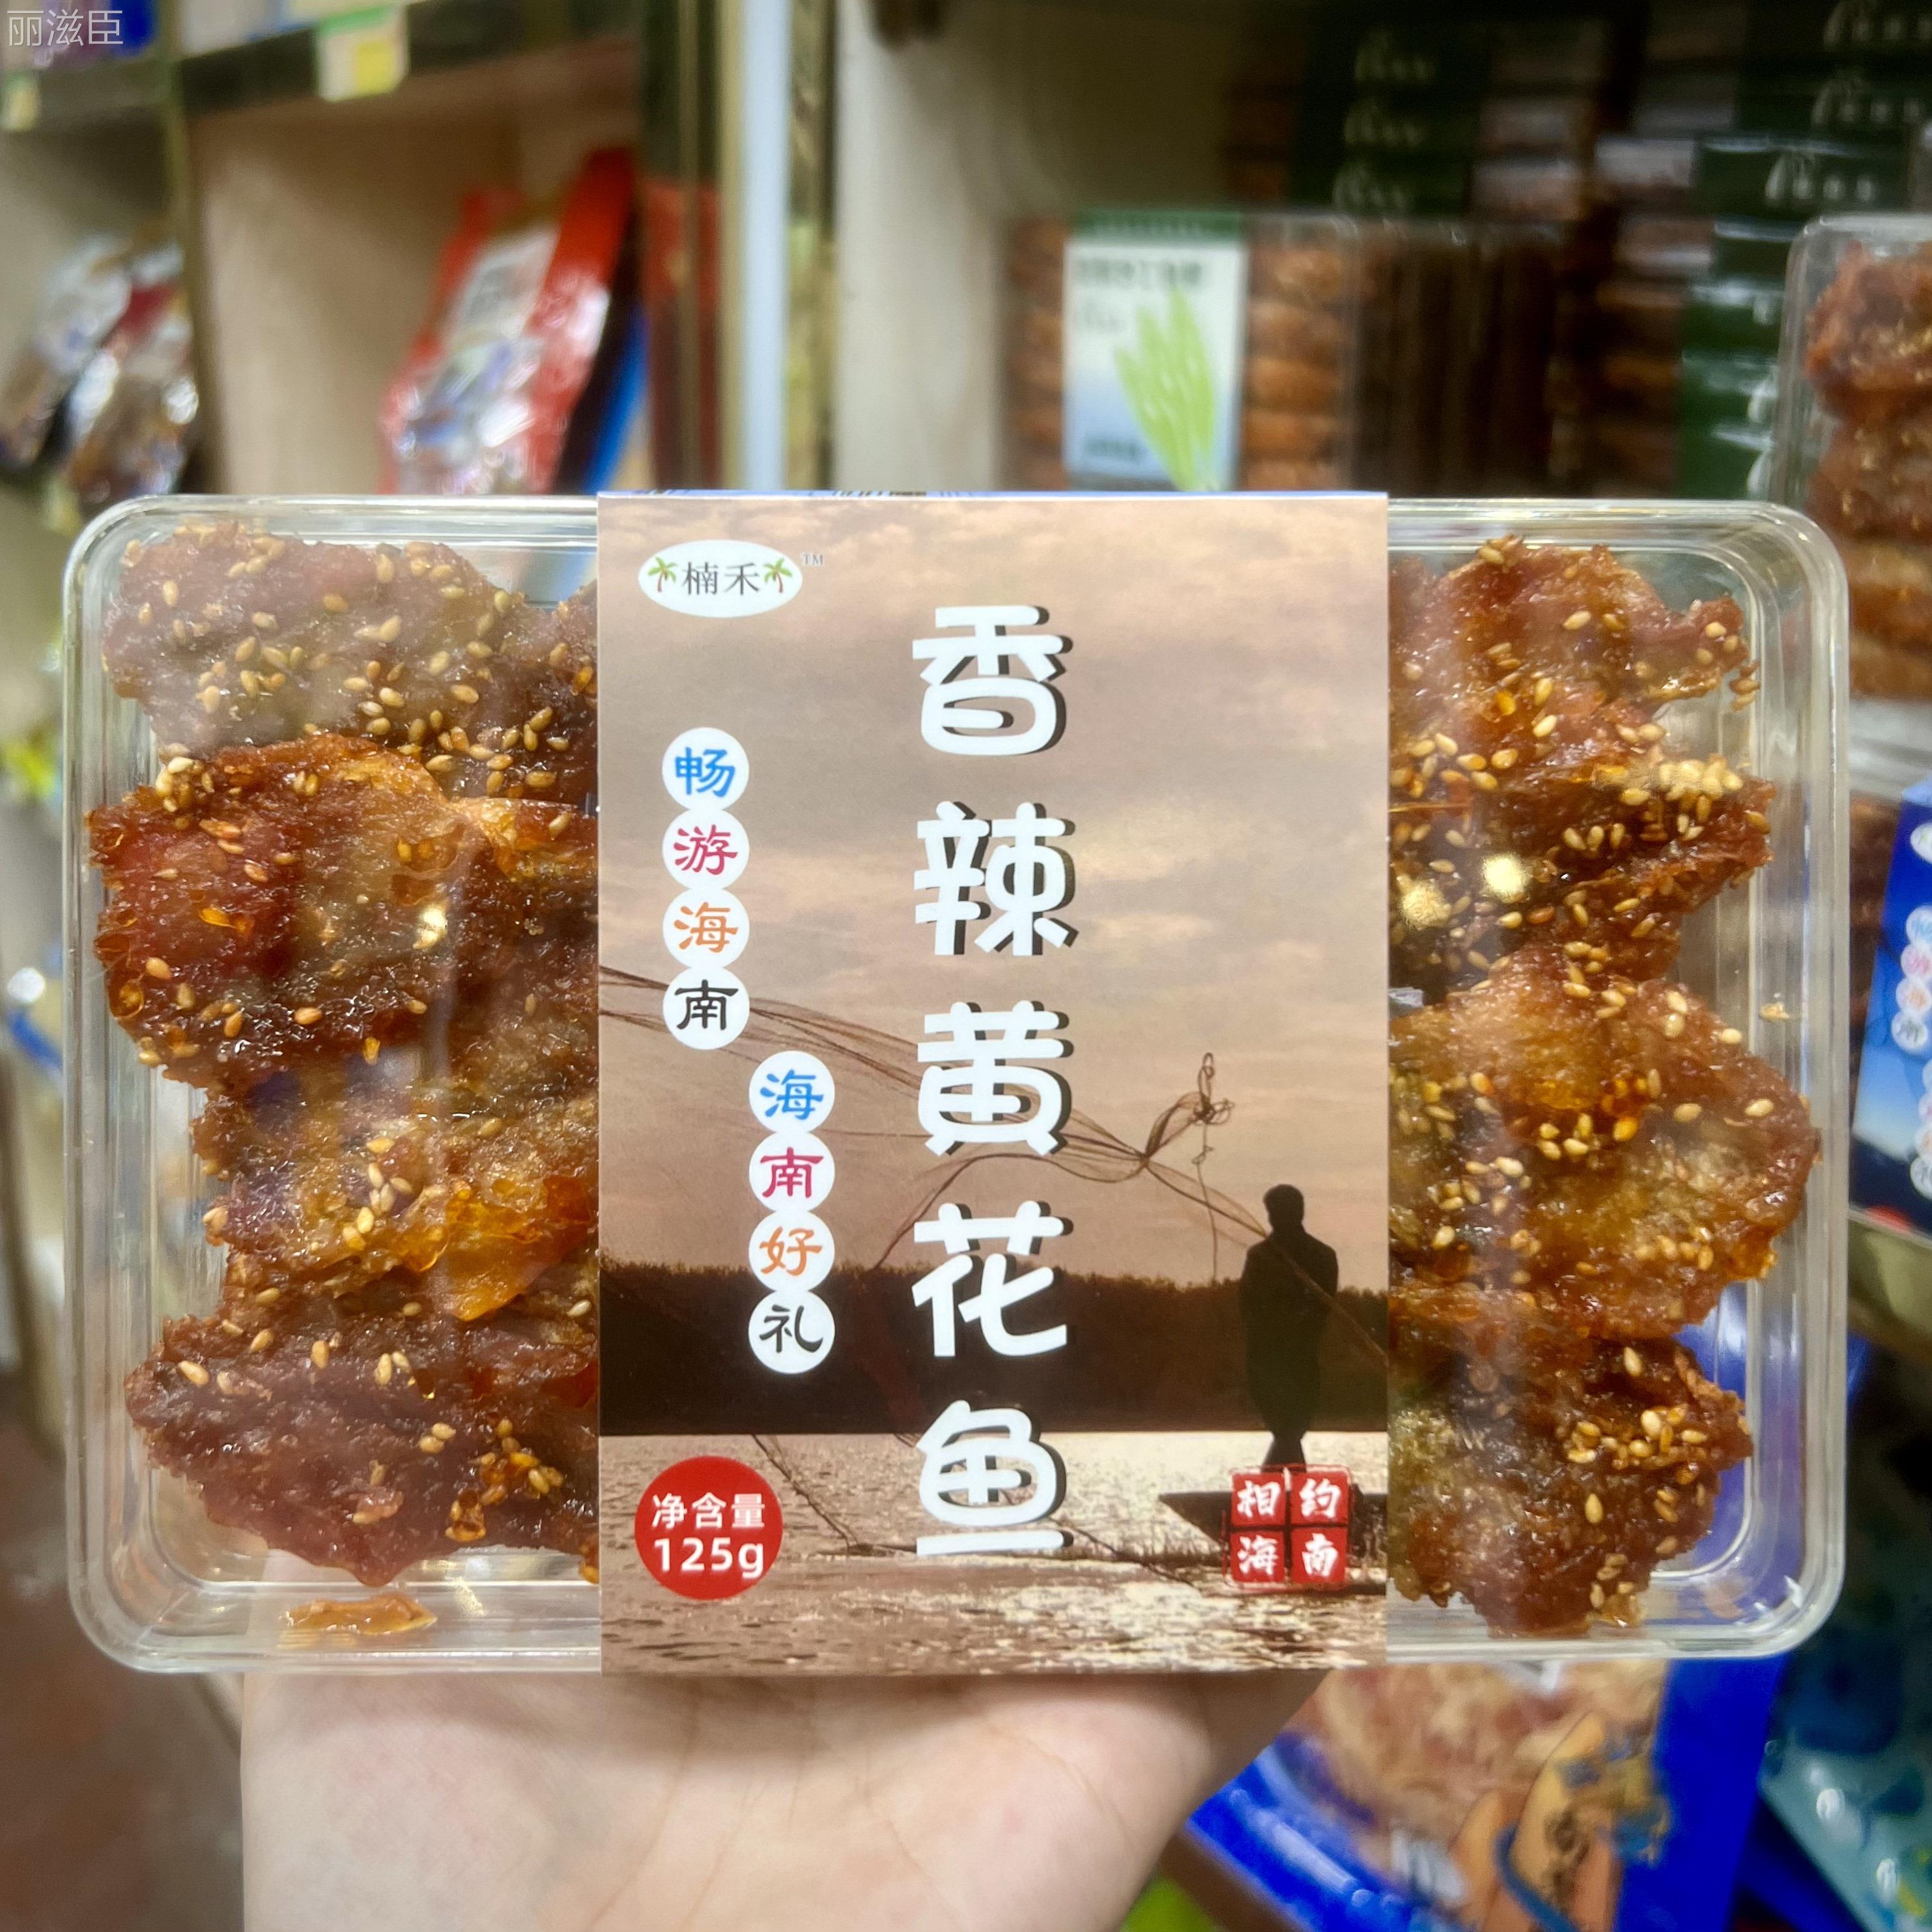 丽滋臣
楠禾
TM
香辣黄花鱼
畅游海南
海南好礼
净含量
125g
相约
海南